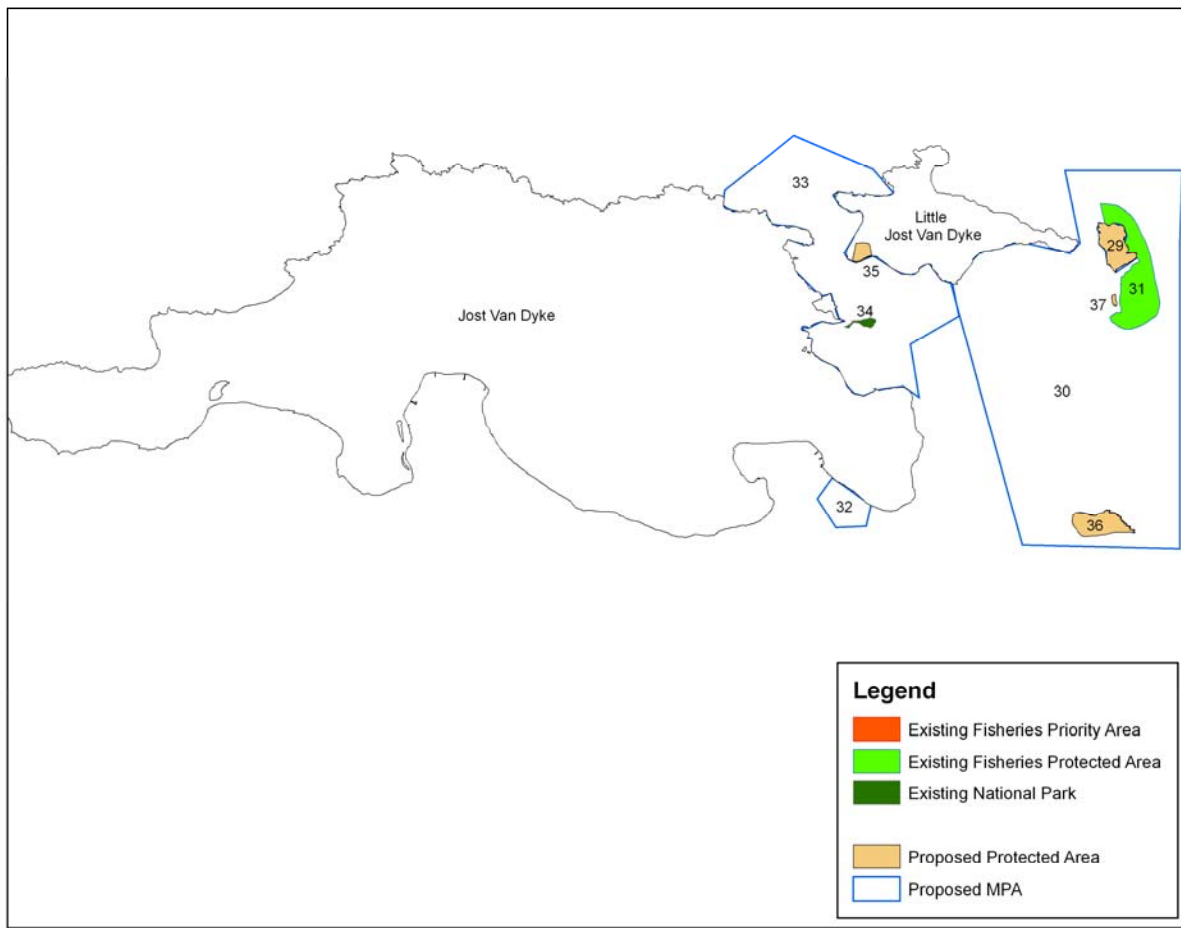 33
Little
Jost Van Dyke
29
35
31
37
34
Jost Van Dyke
30
32
36
Legend
Existing Fisheries Priority Area
Existing Fisheries Protected Area
Existing National Park
Proposed Protected Area
Proposed MPA